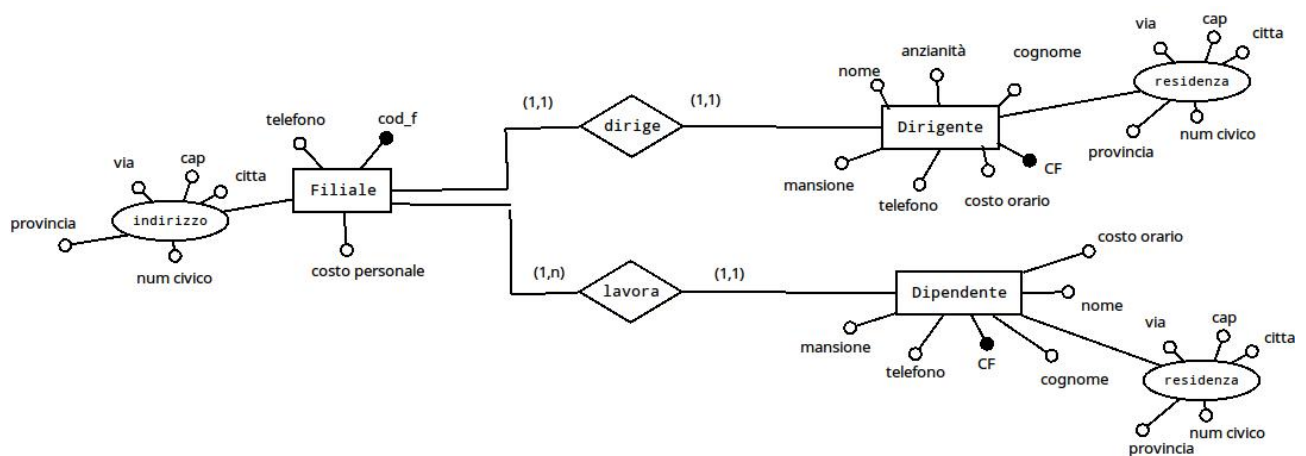 via
cap
citta
anzianità
cognome
nome
residenza
(1,1)
(1,1)
cod_f
telefono
dirige
Dirigente
num civico
provincia
via
cap
citta
CF
mansione
Filiale
telefono
costo orario
provincia
indirizzo
costo orario
num civico
costo personale
(1,n)
(1,1)
lavora
Dipendente
nome
via
cap
citta
mansione
telefono
CF
cognome
residenza
num civico
provincia